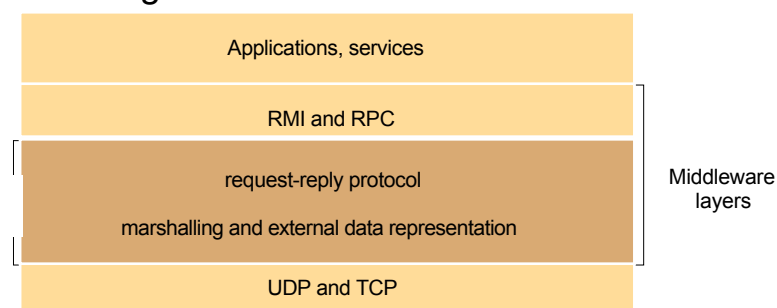 Applications, services
RMI and RPC
request-reply protocol
marshalling and external data representation
UDP and TCP
Middleware
layers